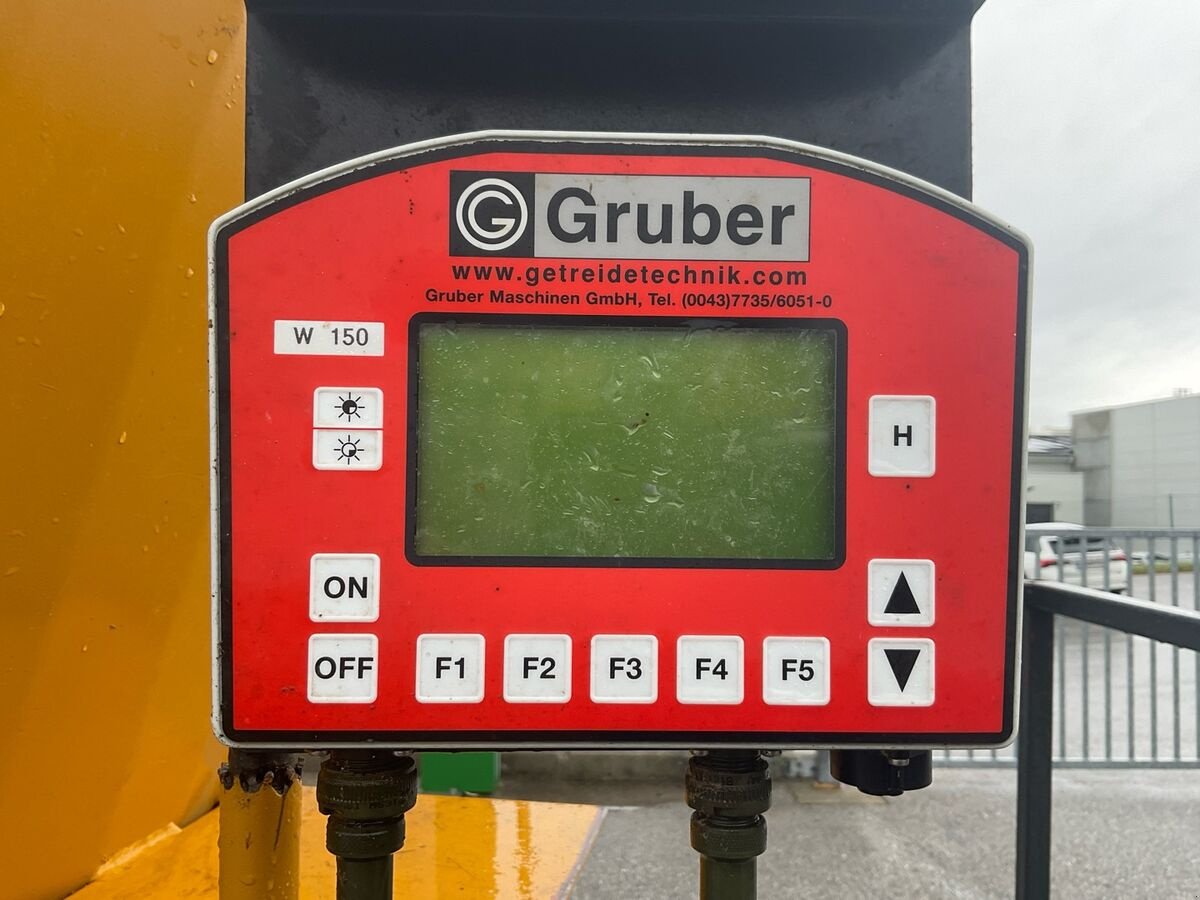 G Gruber
www.getreidetechnik.com
Gruber Maschinen GmbH, Tel. (0043)7735/6051-0
W 150
H
ON
OFF
F1 F2 F3 F4 F5